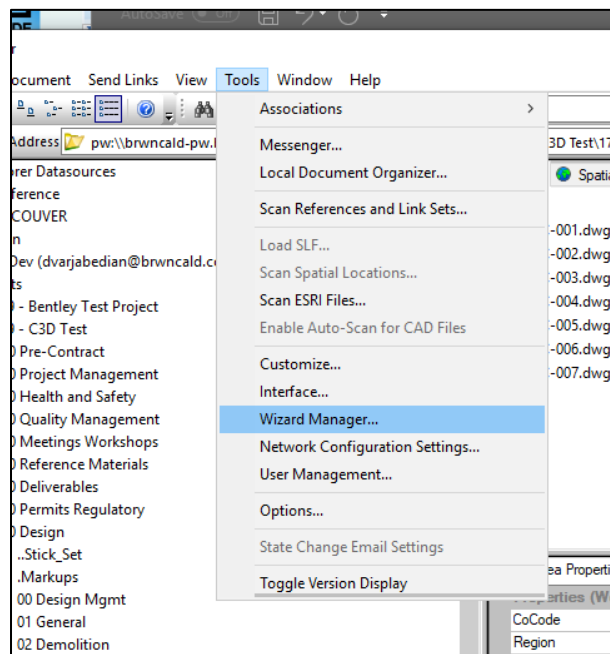 AutoSave Off
ocument Send Links View Tools Window Help
Address pw:\\brwncald-pw.
3D Test\17
Associations
Messenger...
Local Document Organizer...
Scan References and Link Sets...
Load SLF...
Scan Spatial Locations...
Scan ESRI Files...
Enable Auto-Scan for CAD Files
Customize...
Interface...
Wizard Manager...
Network Configuration Settings...
User Management...
Options...
State Change Email Settings
Toggle Version Display
rer Datasources
ference
COUVER
n
Dev (dvarjabedian@brwncald.c
ts
- Bentley Test Project
- C3D Test
Pre-Contract
Project Management
Health and Safety
Quality Management
Meetings Workshops
Reference Materials
Deliverables
Permits Regulatory
Design
..Stick_Set
.Markups
00 Design Mgmt
01 General
02 Demolition
Spatia
-001.dwg
-002.dwg
-003.dwg
-004.dwg
-005.dwg
-006.dwg
-007.dwg
ea Properti
Properties (W
CoCode
Region